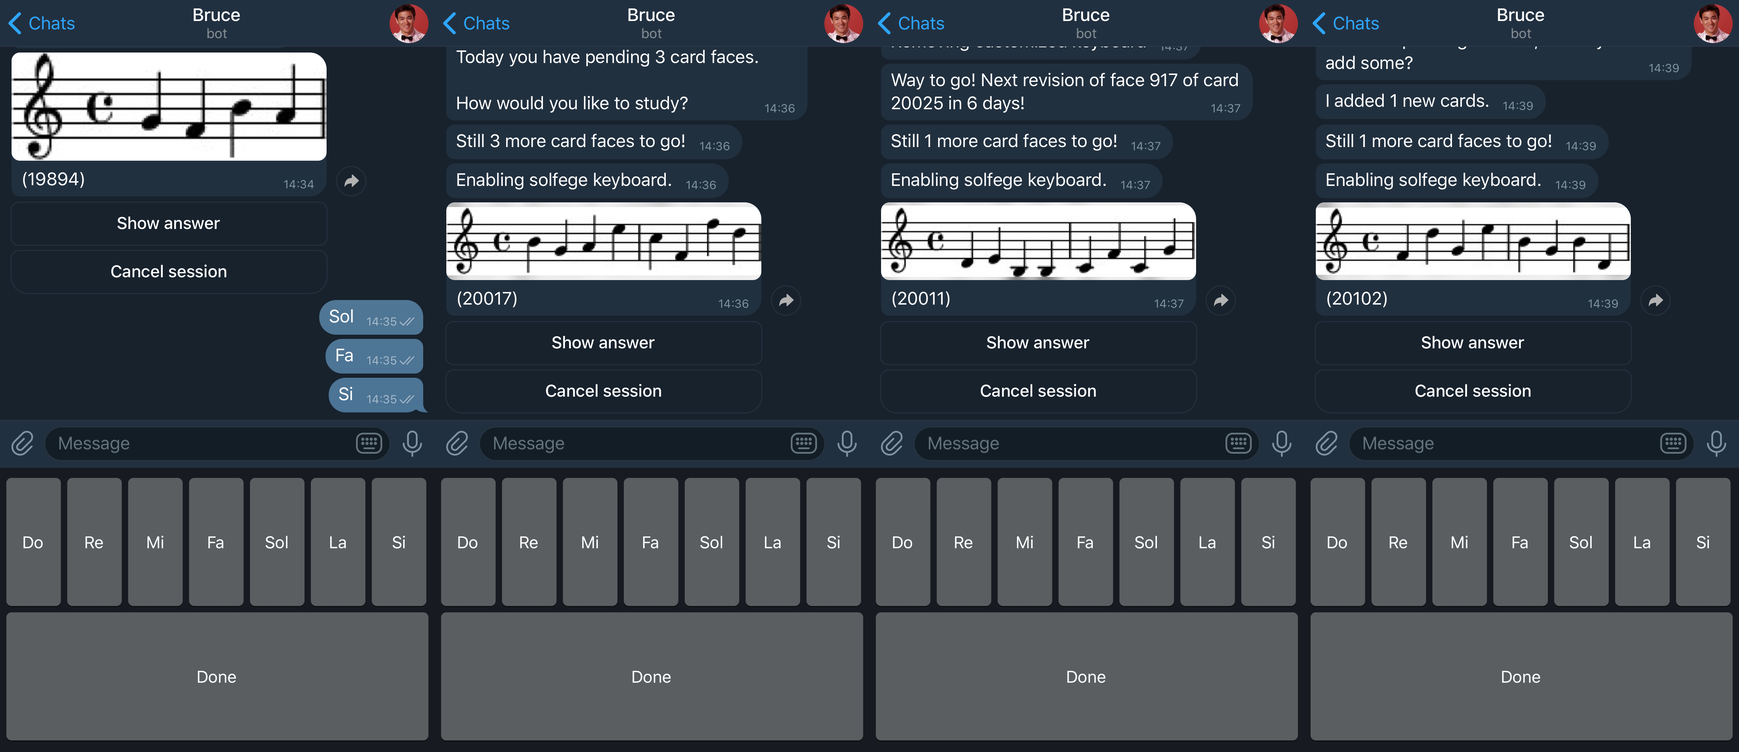 Chats
Bruce
bot
(19894)
14:34
Show answer
Cancel session
Sol 14:35
Fa 14:35
Si 14:35
Message
Do Re Mi Fa Sol La Si
Done
Chats
Bruce
bot
Today you have pending 3 card faces.
How would you like to study? 14:36
Still 3 more card faces to go! 14:36
Enabling solfege keyboard. 14:36
(20017)
14:36
Show answer
Cancel session
Message
Do Re Mi Fa Sol La Si
Done
Chats
Bruce
bot
Removing customized keyboard 14:37
Way to go! Next revision of face 917 of card
20025 in 6 days! 14:37
Still 1 more card faces to go! 14:37
Enabling solfege keyboard. 14:37
(20011)
14:37
Show answer
Cancel session
Message
Do Re Mi Fa Sol La Si
Done
Chats
Bruce
bot
add some? 14:39
I added 1 new cards. 14:39
Still 1 more card faces to go! 14:39
Enabling solfege keyboard. 14:39
(20102)
14:39
Show answer
Cancel session
Message
Do Re Mi Fa Sol La Si
Done